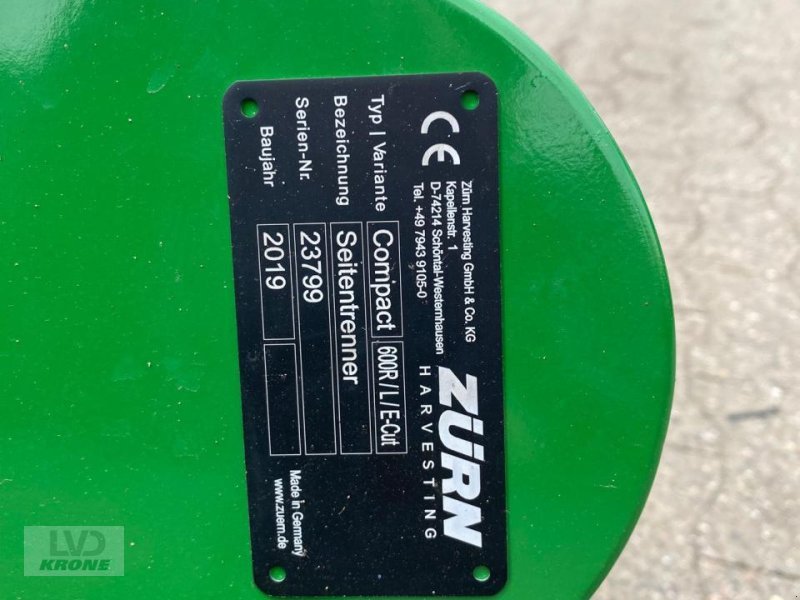 CE
Zürn Harvesting GmbH & Co. KG
Kapellenstr. 1
D-74214 Schöntal-Westernhausen
Tel. +49 7943 9105-0
ZÜRN
HARVESTING
Typ | Variante Compact 600R/L/E-Cut
Bezeichnung Seitentrenner
Serien-Nr. 23799
Baujahr 2019
Made in Germany
www.zuern.de
LVD
KRONE